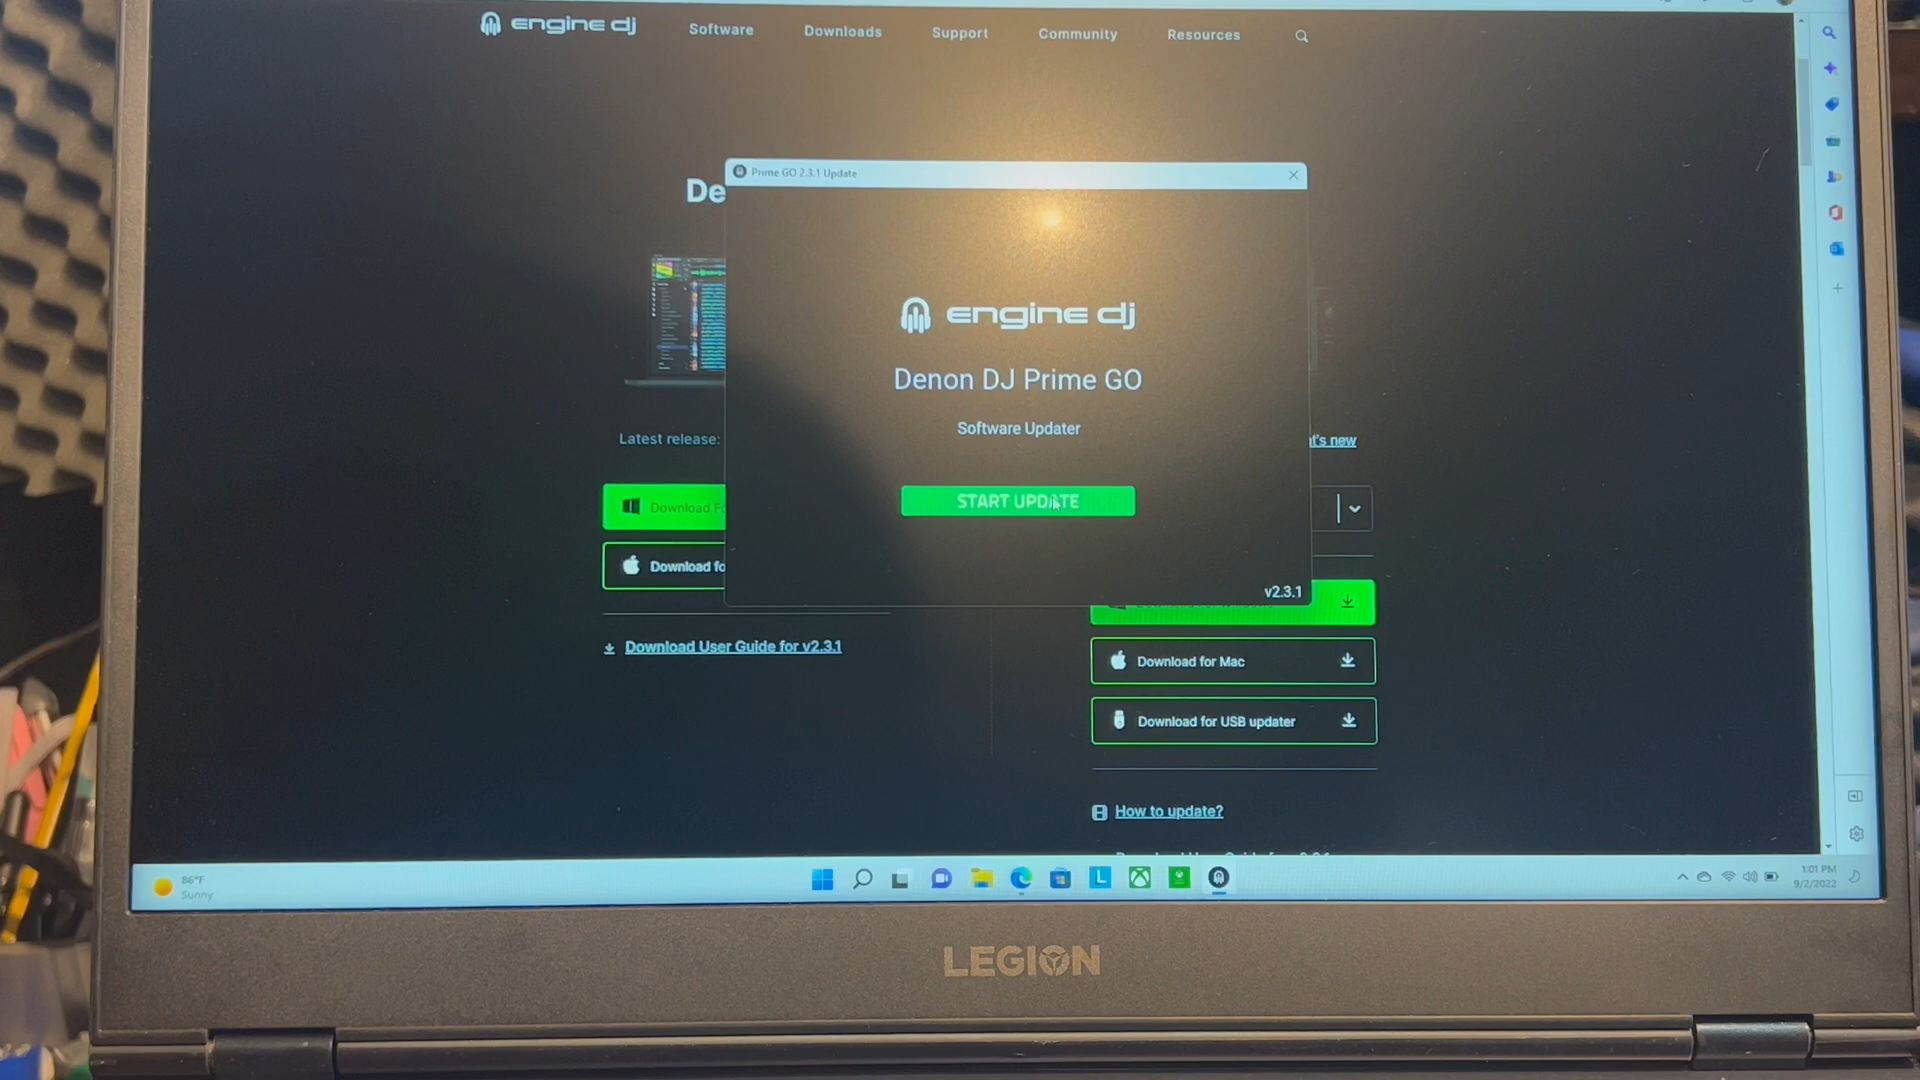 engine dj
Software
Downloads
Support
Community
Resources
Prime GO 2.3.1 Update
De
engine dj
Denon DJ Prime GO
Software Updater
START UPDATE
v2.3.1
Latest release:
t's new
Download Fo
Download fo
Download User Guide for v2.3.1
Download for Mac
Download for USB updater
How to update?
86°F
Sunny
1:01 PM
9/2/2022
LEGION